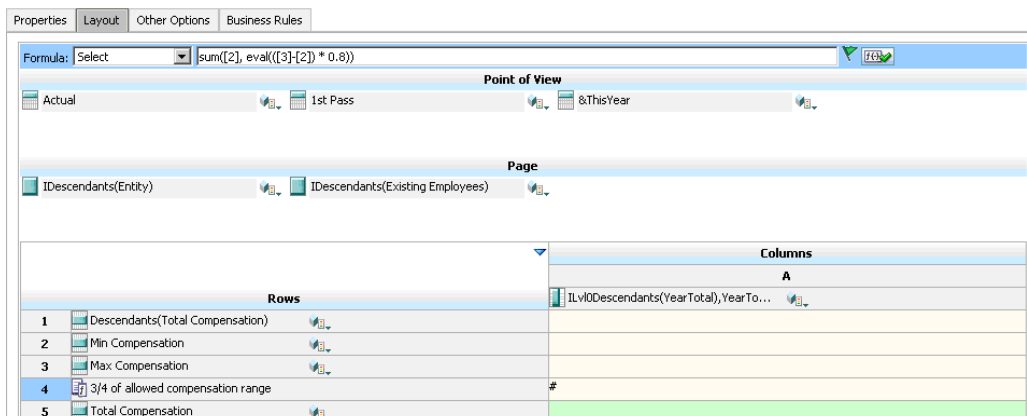 Properties Layout Other Options Business Rules
Formula: Select sum([2], eval(([3]-[2]) * 0.8))
Point of View
Actual 1st Pass &ThisYear
Page
IDescendants(Entity) IDescendants(Existing Employees)
Columns
A
Rows ILvl0Descendants(YearTotal),YearTo...
1 Descendants(Total Compensation)
2 Min Compensation
3 Max Compensation
4 3/4 of allowed compensation range #
5 Total Compensation